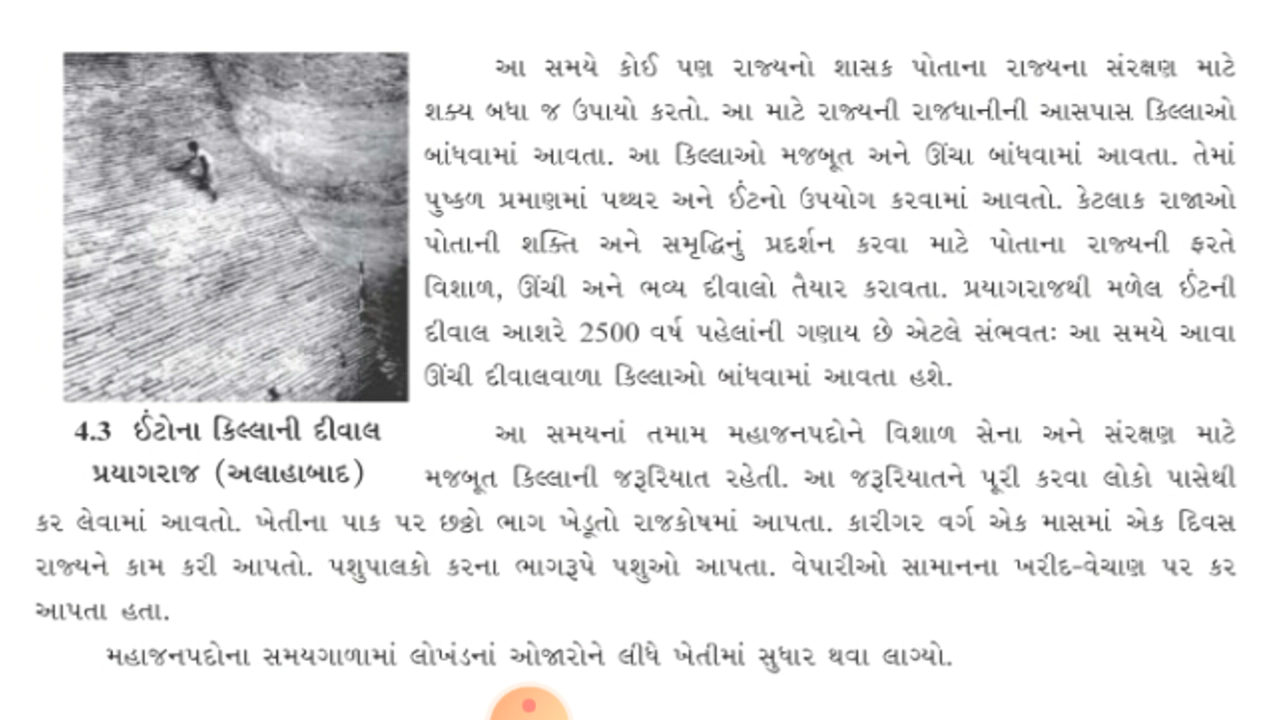 આ સમયે કોઈ પણ રાજ્યનો શાસક પોતાના રાજ્યના સંરક્ષણ માટે
શક્ય બધા જ ઉપાયો કરતો. આ માટે રાજ્યની રાજધાનીની આસપાસ કિલ્લાઓ
બાંધવામાં આવતા. આ કિલ્લાઓ મજબૂત અને ઊંચા બાંધવામાં આવતા. તેમાં
પુષ્કળ પ્રમાણમાં પથ્થર અને ઈંટનો ઉપયોગ કરવામાં આવતો. કેટલાક રાજાઓ
પોતાની શક્તિ અને સમૃદ્ધિનું પ્રદર્શન કરવા માટે પોતાના રાજ્યની ફરતે
વિશાળ, ઊંચી અને ભવ્ય દીવાલો તૈયાર કરાવતા. પ્રયાગરાજથી મળેલ ઈંટની
દીવાલ આશરે 2500 વર્ષ પહેલાંની ગણાય છે એટલે સંભવતઃ આ સમયે આવા
ઊંચી દીવાલવાળા કિલ્લાઓ બાંધવામાં આવતા હશે.
4.3 ઈંટોના કિલ્લાની દીવાલ
પ્રયાગરાજ (અલાહાબાદ)
આ સમયનાં તમામ મહાજનપદોને વિશાળ સેના અને સંરક્ષણ માટે
મજબૂત કિલ્લાની જરૂરિયાત રહેતી. આ જરૂરિયાતને પૂરી કરવા લોકો પાસેથી
કર લેવામાં આવતો. ખેતીના પાક પર છઠ્ઠો ભાગ ખેડૂતો રાજકોષમાં આપતા. કારીગર વર્ગ એક માસમાં એક દિવસ
રાજ્યને કામ કરી આપતો. પશુપાલકો કરના ભાગરૂપે પશુઓ આપતા. વેપારીઓ સામાનના ખરીદ-વેચાણ પર કર
આપતા હતા.
મહાજનપદોના સમયગાળામાં લોખંડનાં ઓજારોને લીધે ખેતીમાં સુધાર થવા લાગ્યો.